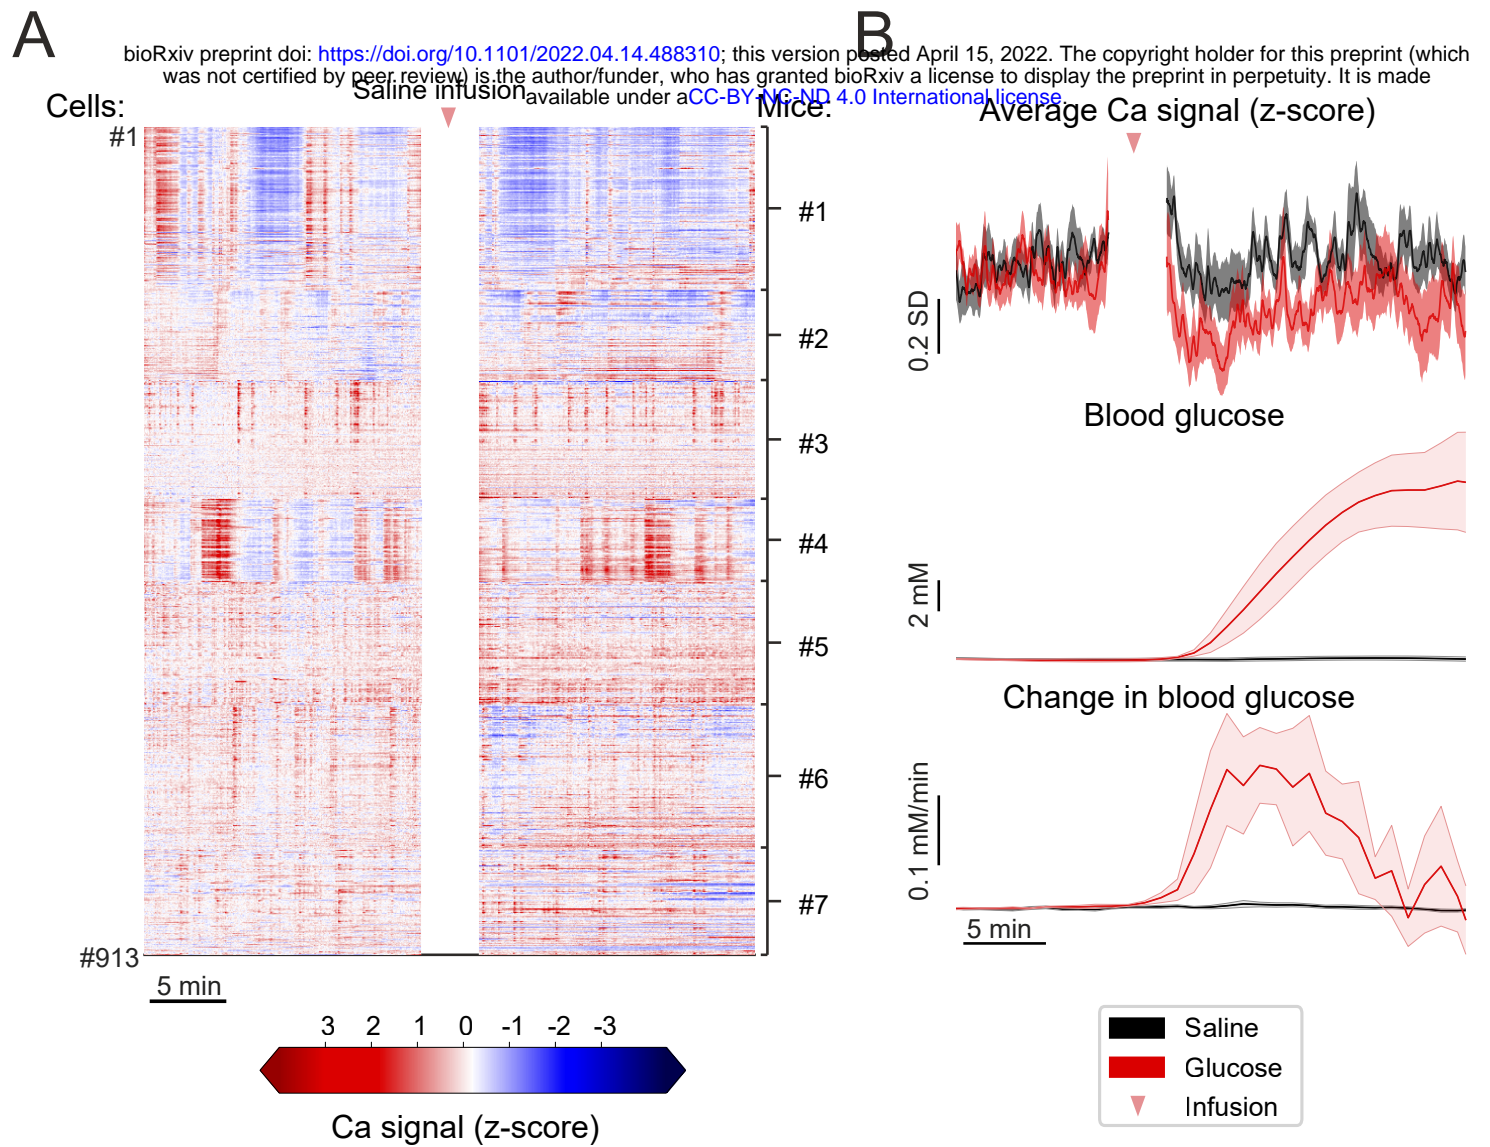 A
B
bioRxiv preprint doi: https://doi.org/10.1101/2022.04.14.488310; this version posted April 15, 2022. The copyright holder for this preprint (which
was not certified by peer review) is the author/funder, who has granted bioRxiv a license to display the preprint in perpetuity. It is made
available under aCC-BY-NC-ND 4.0 International license.
Saline infusion
Cells:
Mice:
#1
#913
#1
#2
#3
#4
#5
#6
#7
5 min
3 2 1 0 -1 -2 -3
Ca signal (z-score)
Average Ca signal (z-score)
0.2 SD
Blood glucose
2 mM
Change in blood glucose
0.1 mM/min
5 min
Saline
Glucose
Infusion